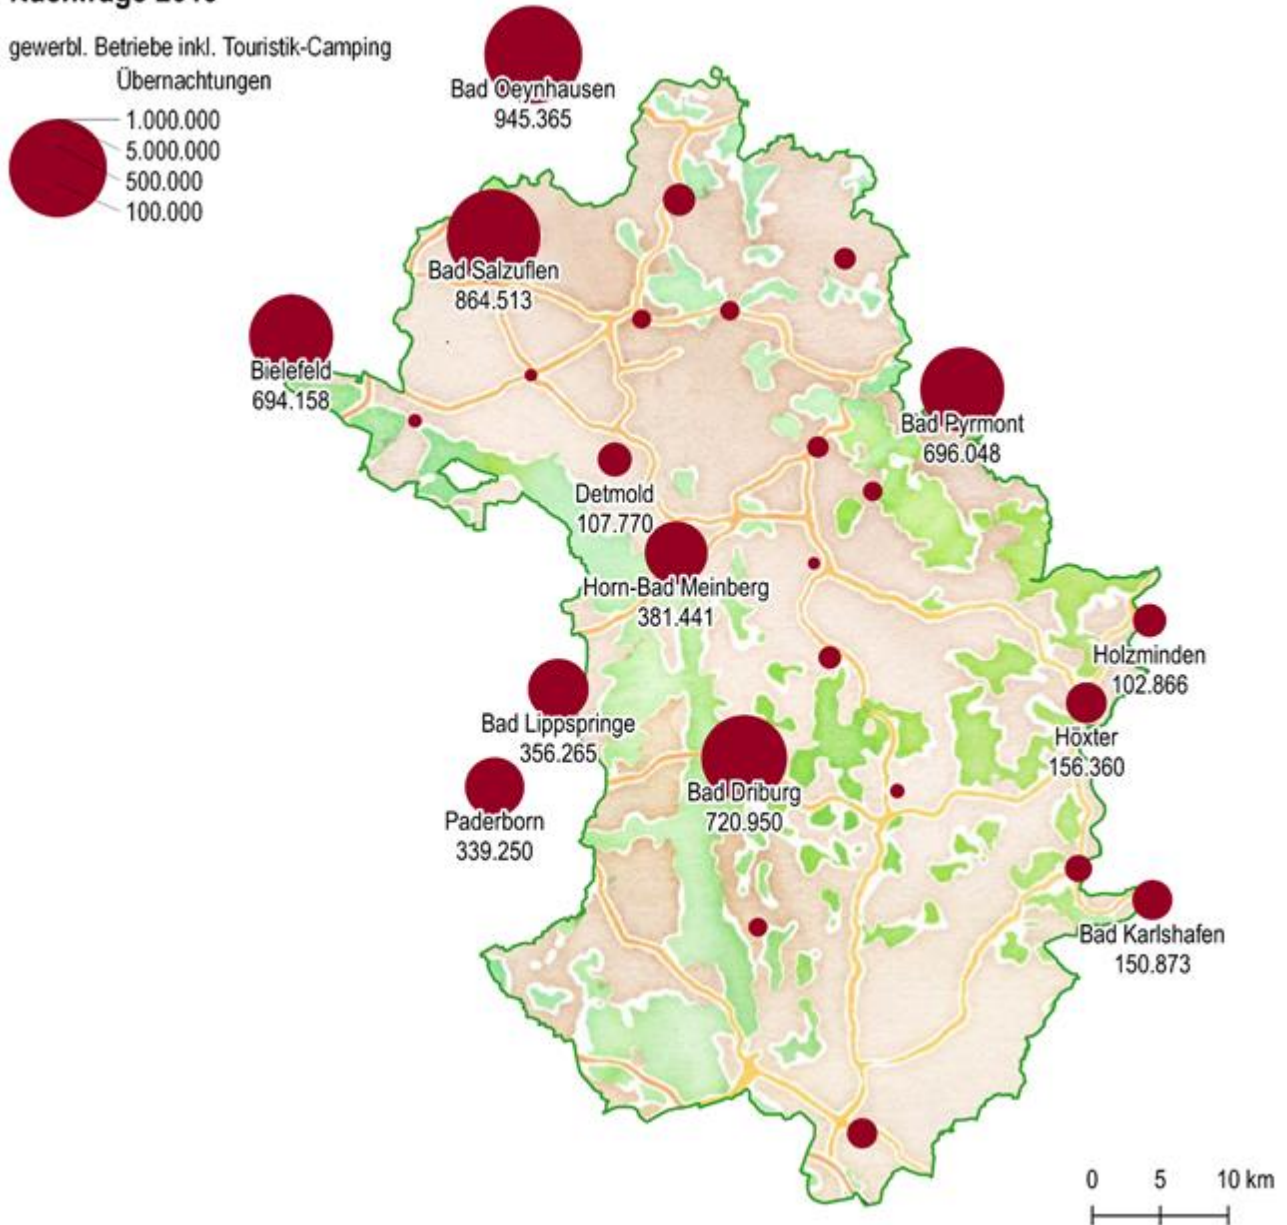 gewerbl. Betriebe inkl. Touristik-Camping
Übernachtungen
1.000.000
5.000.000
500.000
100.000
Bad Oeynhausen
945.365
Bad Salzuflen
864.513
Bielefeld
694.158
Bad Pyrmont
696.048
Detmold
107.770
Horn-Bad Meinberg
381.441
Holzminden
102.866
Bad Lippspringe
356.265
Höxter
156.360
Bad Driburg
720.950
Paderborn
339.250
Bad Karlshafen
150.873
0 5 10 km